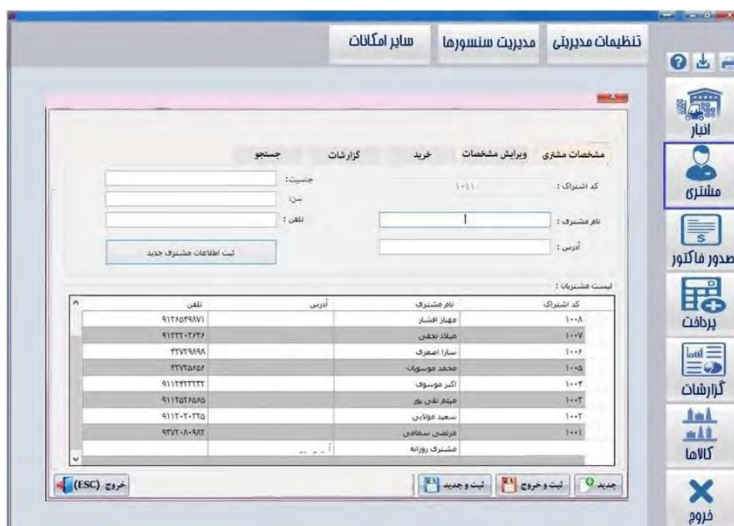 تنظیمات مدیریتی
مدیریت سنسورها
سایر امکانات
انبار
مشتری
صدور فاکتور
پرداخت
گزارشات
کالاها
خروج
مشخصات مشتری
ویرایش مشخصات
خرید
گزارشات
جستجو
کد اشتراک :
۱۰۱۱
جنسیت:
سن:
نام مشتری :
تلفن :
آدرس :
ثبت اطلاعات مشتری جدید
لیست مشتریان :
کد اشتراک نام مشتری آدرس تلفن
۱۰۰۸ مهناز افشار
۱۰۰۷ میلاد نجفی
۱۰۰۶ سارا اصغری
۱۰۰۵ محمد موسویان
۱۰۰۴ اکبر موسوی
۱۰۰۳ میثم تقی پور
۱۰۰۲ سعید مولایی
۱۰۰۱ مرتضی
مشتری روزانه
جدید
ثبت و خروج
ثبت و جدید
خروج (ESC)